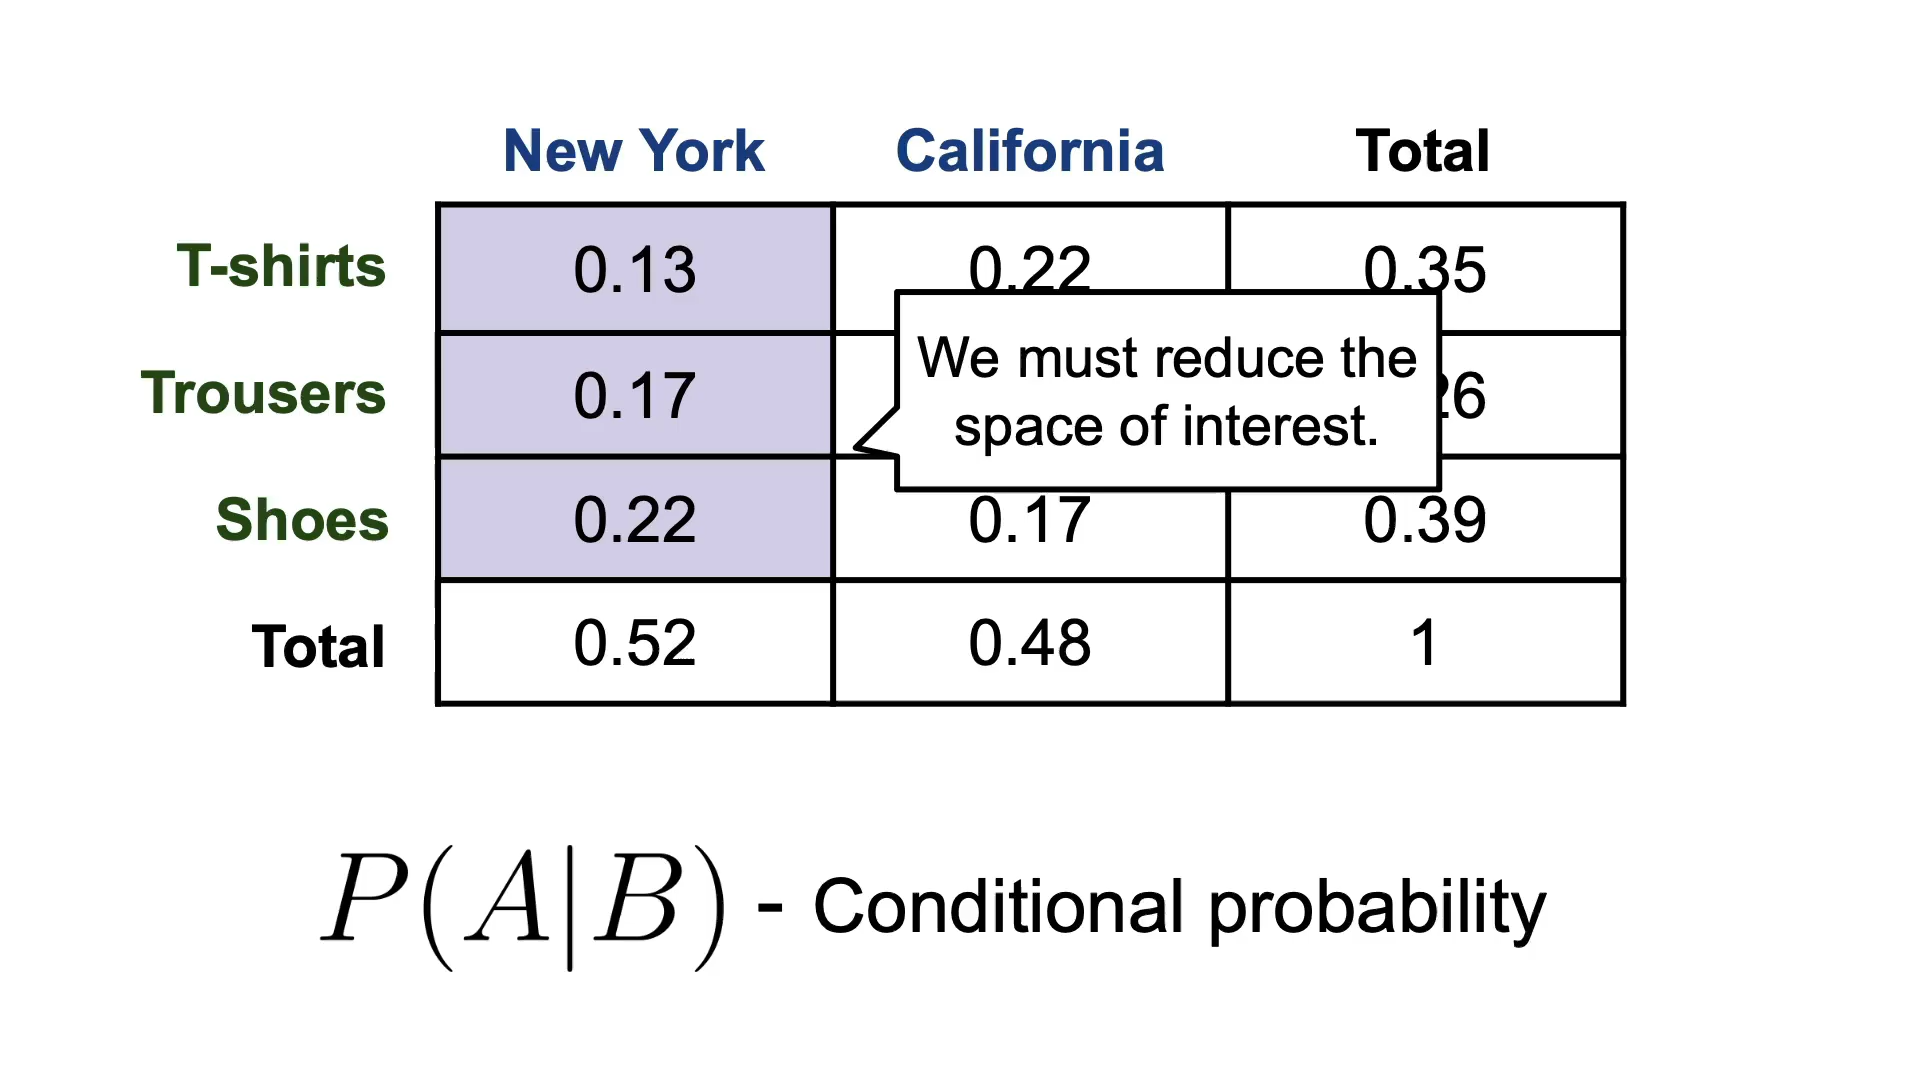 New York California Total
T-shirts 0.13 0.22 0.35
Trousers 0.17
We must reduce the
space of interest.
Shoes 0.22 0.17 0.39
Total 0.52 0.48 1
P(A|B) - Conditional probability